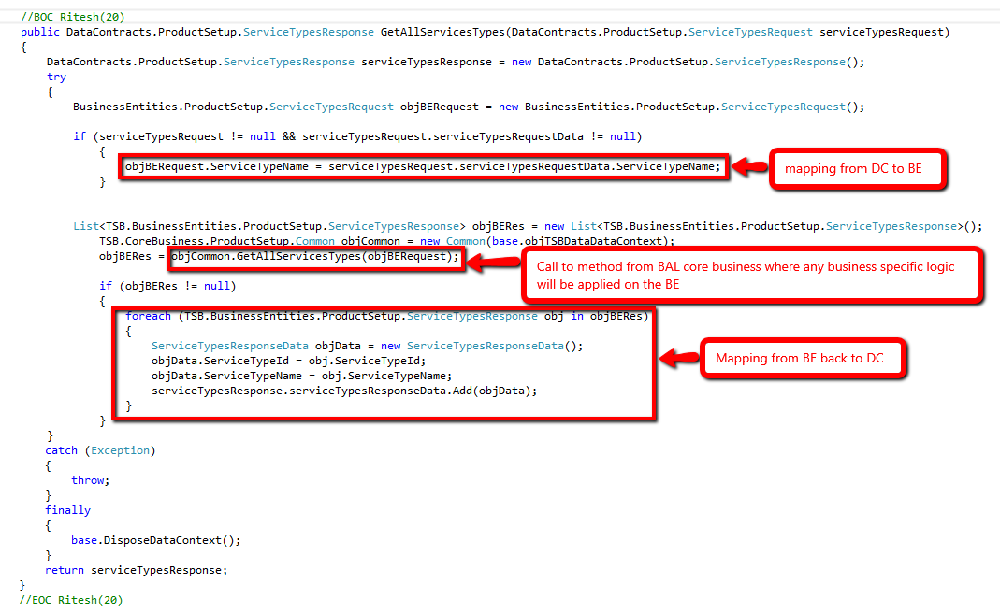 //BOC Ritesh(20)
public DataContracts.ProductSetup.ServiceTypesResponse GetAllServicesTypes(DataContracts.ProductSetup.ServiceTypesRequest serviceTypesRequest)
{
DataContracts.ProductSetup.ServiceTypesResponse serviceTypesResponse = new DataContracts.ProductSetup.ServiceTypesResponse();
try
{
BusinessEntities.ProductSetup.ServiceTypesRequest objBERequest = new BusinessEntities.ProductSetup.ServiceTypesRequest();
if (serviceTypesRequest != null && serviceTypesRequest.serviceTypesRequestData != null)
{
objBERequest.ServiceTypeName = serviceTypesRequest.serviceTypesRequestData.ServiceTypeName;
mapping from DC to BE
}
List<TSB.BusinessEntities.ProductSetup.ServiceTypesResponse> objBERes = new List<TSB.BusinessEntities.ProductSetup.ServiceTypesResponse>();
TSB.CoreBusiness.ProductSetup.Common objCommon = new Common(base.objTSBDataDataContext);
objBERes = objCommon.GetAllServicesTypes(objBERequest);
Call to method from BAL core business where any business specific logic
will be applied on the BE
if (objBERes != null)
{
foreach (TSB.BusinessEntities.ProductSetup.ServiceTypesResponse obj in objBERes)
{
ServiceTypesResponseData objData = new ServiceTypesResponseData();
objData.ServiceTypeId = obj.ServiceTypeId;
Mapping from BE back to DC
objData.ServiceTypeName = obj.ServiceTypeName;
serviceTypesResponse.serviceTypesResponseData.Add(objData);
}
}
}
catch (Exception)
{
throw;
}
finally
{
base.DisposeDataContext();
}
return serviceTypesResponse;
}
//EOC Ritesh(20)